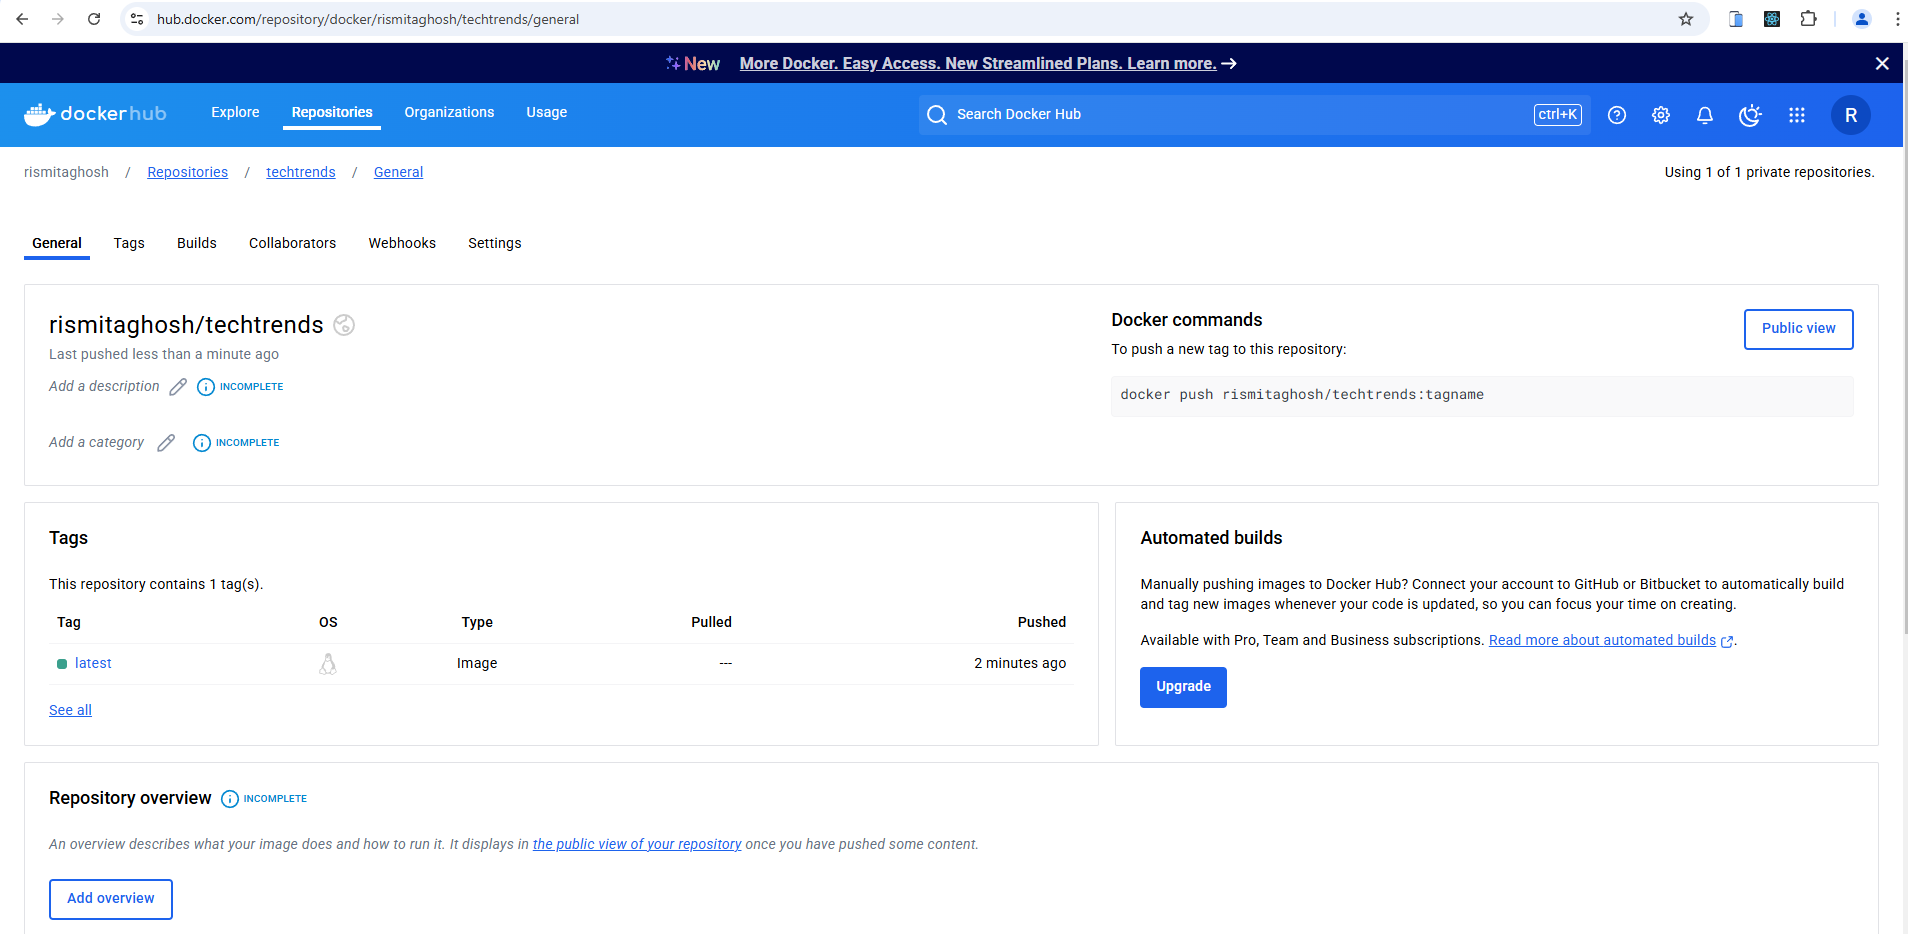 hub.docker.com/repository/docker/rismitaghosh/techtrends/general
New More Docker. Easy Access. New Streamlined Plans. Learn more. →
dockerhub Explore Repositories Organizations Usage Search Docker Hub ctrl+K R
rismitaghosh / Repositories / techtrends / General Using 1 of 1 private repositories.
General Tags Builds Collaborators Webhooks Settings
rismitaghosh/techtrends
Last pushed less than a minute ago
Add a description INCOMPLETE
Add a category INCOMPLETE
Docker commands
Public view
To push a new tag to this repository:
docker push rismitaghosh/techtrends:tagname
Tags
This repository contains 1 tag(s).
Tag OS Type Pulled Pushed
latest Image --- 2 minutes ago
See all
Automated builds
Manually pushing images to Docker Hub? Connect your account to GitHub or Bitbucket to automatically build
and tag new images whenever your code is updated, so you can focus your time on creating.
Available with Pro, Team and Business subscriptions. Read more about automated builds.
Upgrade
Repository overview INCOMPLETE
An overview describes what your image does and how to run it. It displays in the public view of your repository once you have pushed some content.
Add overview